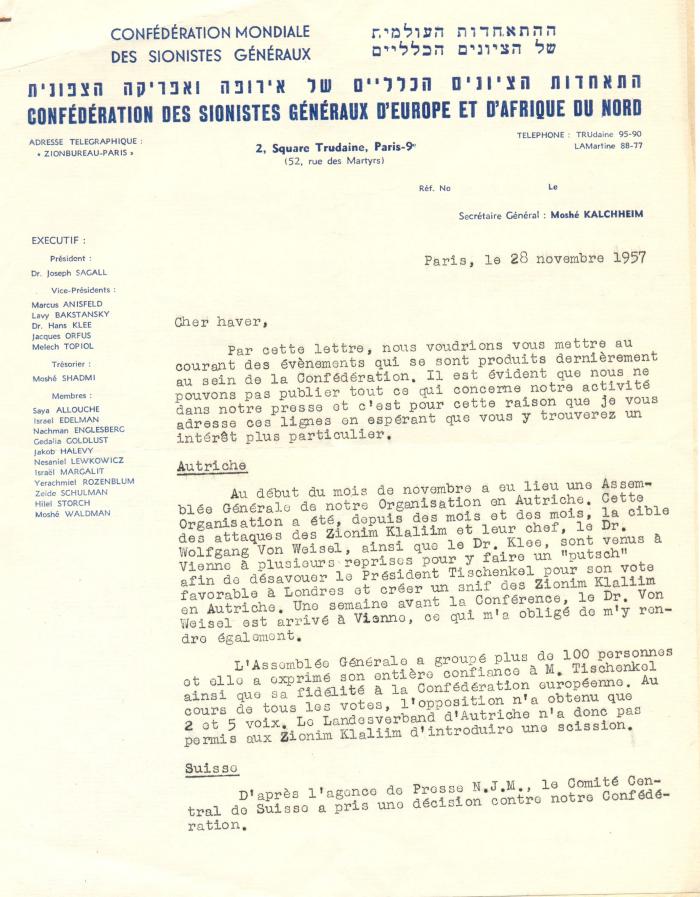 CONFÉDÉRATION MONDIALE
DES SIONISTES GÉNÉRAUX
ההתאחדות העולמית
של הציונים הכלליים
התאחדות הציונים הכלליים של אירופה ואפריקה הצפונית
CONFÉDÉRATION DES SIONISTES GÉNÉRAUX D'EUROPE ET D'AFRIQUE DU NORD
ADRESSE TELEGRAPHIQUE :
« ZIONBUREAU-PARIS »
2, Square Trudaine, Paris-9e
(52, rue des Martyrs)
TELEPHONE : TRUdaine 95-90
LAMartine 88-77
Réf. No
Le
Secrétaire Général : Moshé KALCHHEIM
EXECUTIF :
Président :
Dr. Joseph SAGALL
Vice-Présidents :
Marcus ANISFELD
Lavy BAKSTANSKY
Dr. Hans KLEE
Jacques ORFUS
Melech TOPIOL
Trésorier :
Moshé SHADMI
Membres :
Saya ALLOUCHE
Israel EDELMAN
Nachman ENGLESBERG
Gedalia GOLDLUST
Jakob HALEVY
Nesaniel LEWKOWICZ
Israël MARGALIT
Yerachmiel ROZENBLUM
Zeide SCHULMAN
Hilel STORCH
Moshé WALDMAN
Paris, le 28 novembre 1957
Cher haver,
Par cette lettre, nous voudrions vous mettre au
courant des évènements qui se sont produits dernièrement
au sein de la Confédération. Il est évident que nous ne
pouvons pas publier tout ce qui concerne notre activité
dans notre presse et c'est pour cette raison que je vous
adresse ces lignes en espérant que vous y trouverez un
intérêt plus particulier.
Autriche
Au début du mois de novembre a eu lieu une Assem-
blée Générale de notre Organisation en Autriche. Cette
Organisation a été, depuis des mois et des mois, la cible
des attaques des Zionim Klaliim et leur chef, le Dr.
Wolfgang Von Weisel, ainsi que le Dr. Klee, sont venus à
Vienne à plusieurs reprises pour y faire un "putsch"
afin de désavouer le Président Tischenkel pour son vote
favorable à Londres et créer un snif des Zionim Klaliim
en Autriche. Une semaine avant la Conférence, le Dr. Von
Weisel est arrivé à Vienne, ce qui m'a obligé de m'y ren-
dre également.
L'Assemblée Générale a groupé plus de 100 personnes
et elle a exprimé son entière confiance à M. Tischenkel
ainsi que sa fidélité à la Confédération européenne. Au
cours de tous les votes, l'opposition n'a obtenu que
2 et 5 voix. Le Landesverband d'Autriche n'a donc pas
permis aux Zionim Klaliim d'introduire une scission.
Suisse
D'après l'agence de Presse N.J.M., le Comité Cen-
tral de Suisse a pris une décision contre notre Confédé-
ration.